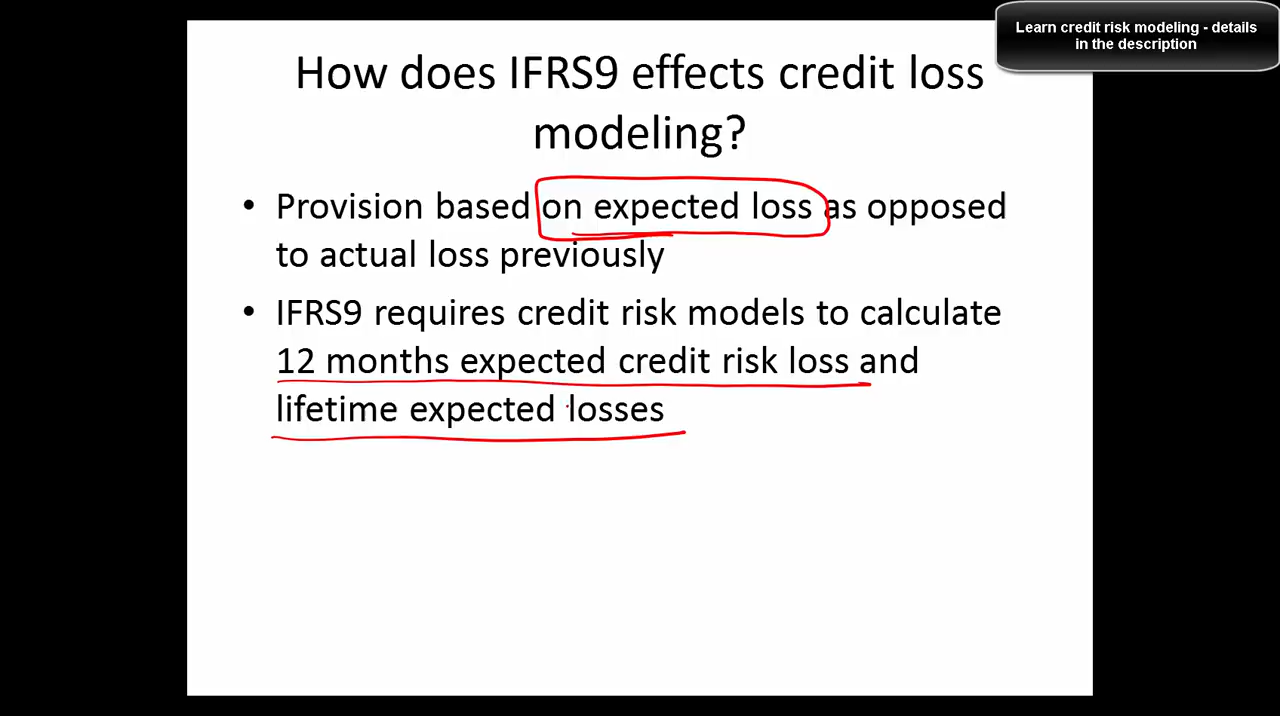 Learn credit risk modeling - details
in the description
How does IFRS9 effects credit loss
modeling?
• Provision based on expected loss as opposed
to actual loss previously
• IFRS9 requires credit risk models to calculate
12 months expected credit risk loss and
lifetime expected losses